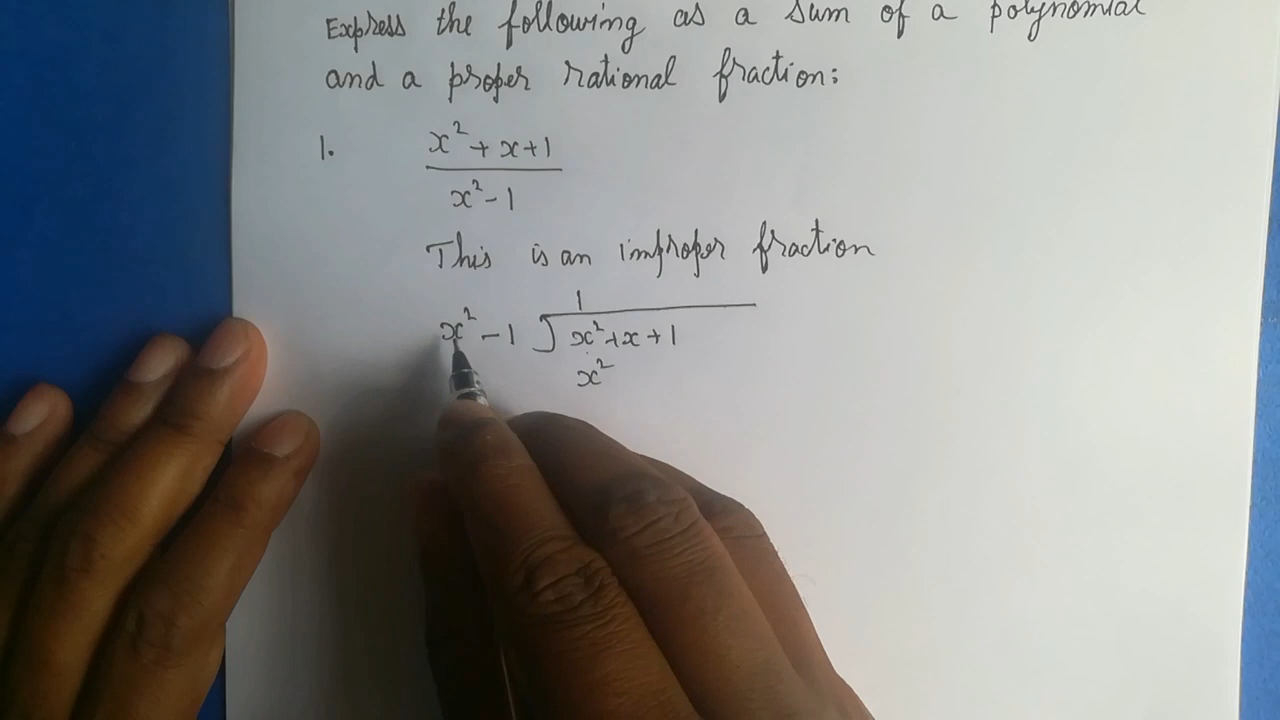 Express the following as a sum of a polynomial
and a proper rational fraction:
1. x² + x + 1
x² - 1
This is an improper fraction
1
x² - 1 ) x² + x + 1
x²